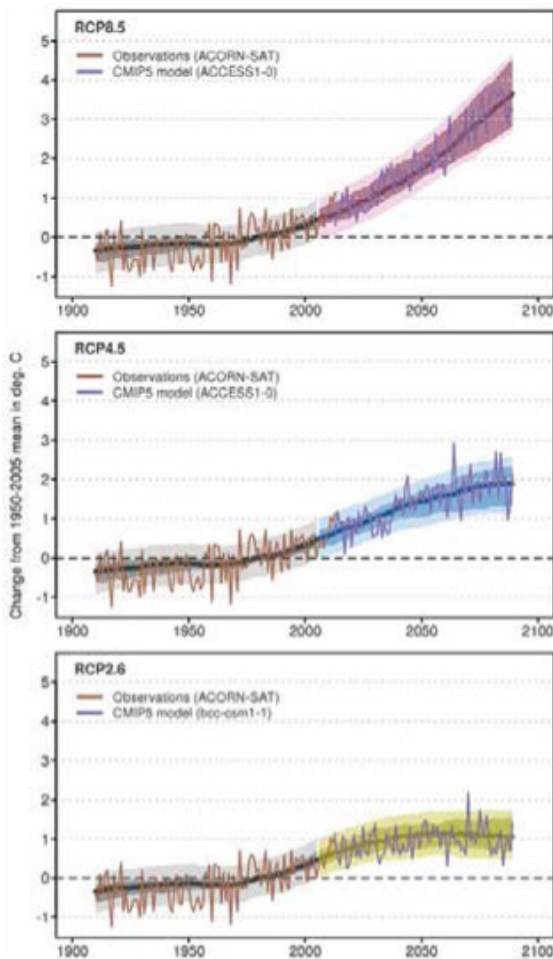 RCP8.5
Observations (ACORN-SAT)
CMIP5 model (ACCESS1-0)
5
4
3
2
1
0
-1
1900 1950 2000 2050 2100
RCP4.5
Observations (ACORN-SAT)
CMIP5 model (ACCESS1-0)
5
4
3
2
1
0
-1
1900 1950 2000 2050 2100
Change from 1950-2005 mean in deg. C
RCP2.6
Observations (ACORN-SAT)
CMIP5 model (bcc-csm1-1)
5
4
3
2
1
0
-1
1900 1950 2000 2050 2100